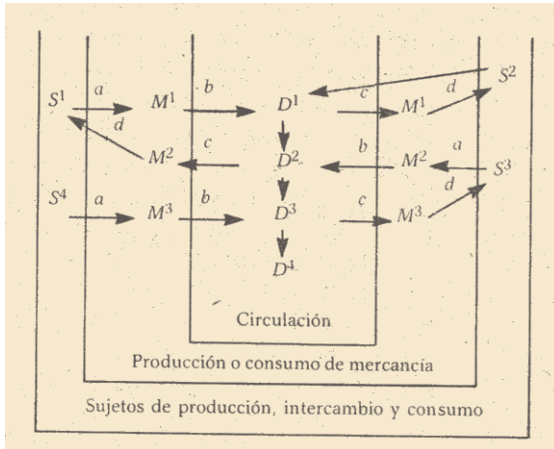 S²
a b c d
S¹ M¹ D¹ M¹
d c b a
M² D² M² S³
S⁴ a b c d
M³ D³ M³
D⁴
Circulación
Producción o consumo de mercancía
Sujetos de producción, intercambio y consumo